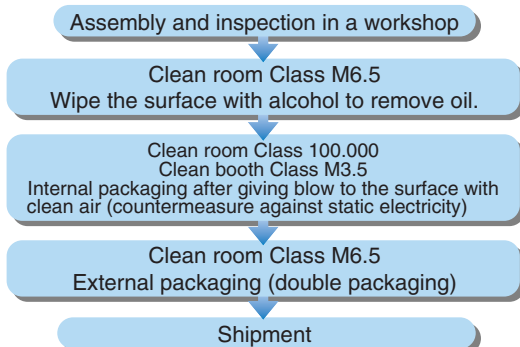 Assembly and inspection in a workshop
Clean room Class M6.5
Wipe the surface with alcohol to remove oil.
Clean room Class 100.000
Clean booth Class M3.5
Internal packaging after giving blow to the surface with
clean air (countermeasure against static electricity)
Clean room Class M6.5
External packaging (double packaging)
Shipment